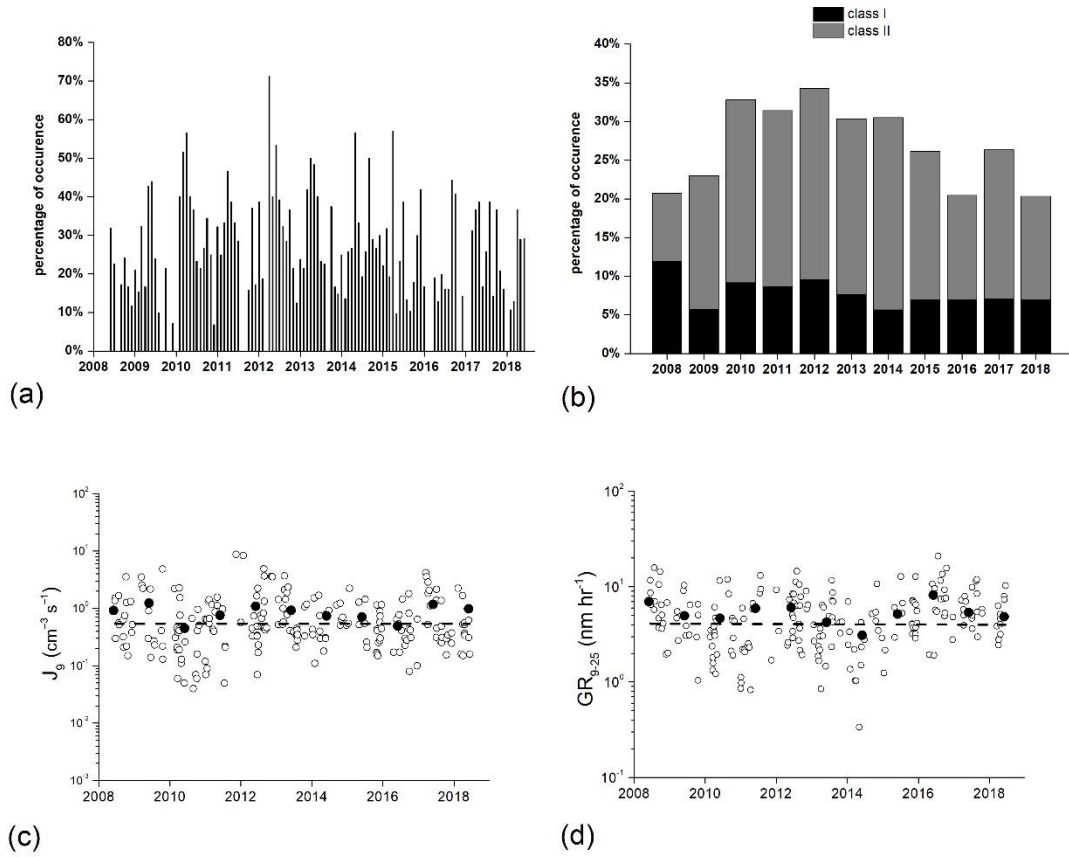 class I
class II
80%
70%
60%
50%
40%
30%
20%
10%
0%
percentage of occurence
2008 2009 2010 2011 2012 2013 2014 2015 2016 2017 2018
(a)
40%
35%
30%
25%
20%
15%
10%
5%
0%
percentage of occurence
2008 2009 2010 2011 2012 2013 2014 2015 2016 2017 2018
(b)
10²
10¹
10⁰
10⁻¹
10⁻²
10⁻³
J₉ (cm⁻³ s⁻¹)
2008 2010 2012 2014 2016 2018
(c)
10²
10¹
10⁰
10⁻¹
GR₉₋₂₅ (nm hr⁻¹)
2008 2010 2012 2014 2016 2018
(d)